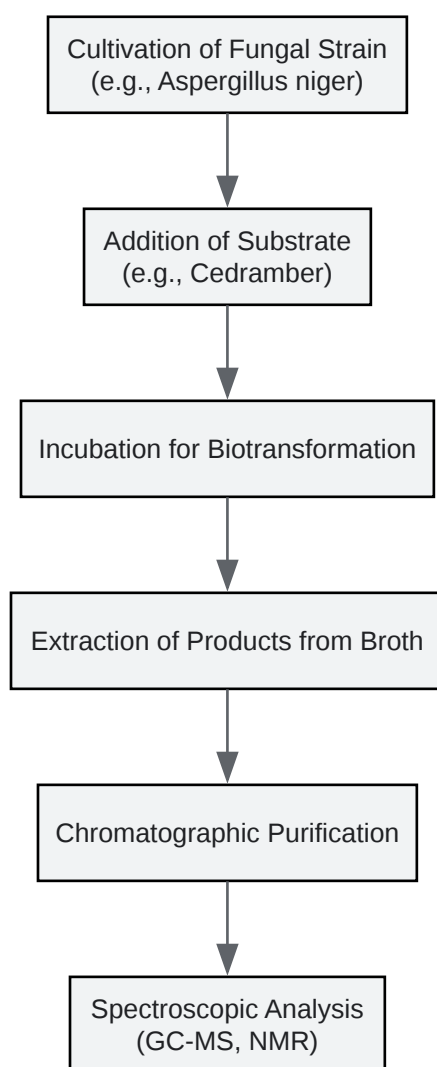 Cultivation of Fungal Strain
(e.g., Aspergillus niger)
Addition of Substrate
(e.g., Cedramber)
Incubation for Biotransformation
Extraction of Products from Broth
Chromatographic Purification
Spectroscopic Analysis
(GC-MS, NMR)